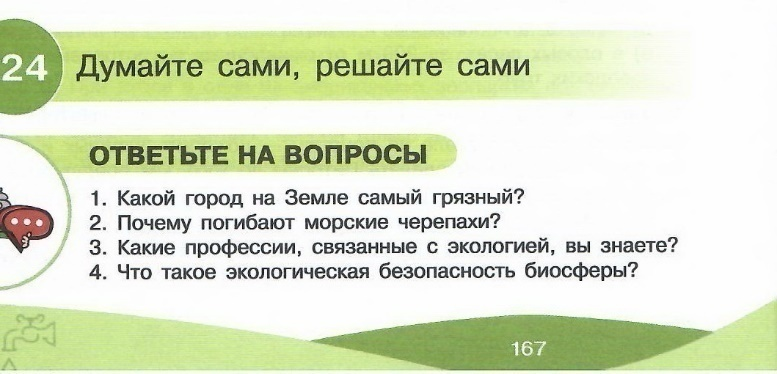 24 Думайте сами, решайте сами
ОТВЕТЬТЕ НА ВОПРОСЫ
1. Какой город на Земле самый грязный?
2. Почему погибают морские черепахи?
3. Какие профессии, связанные с экологией, вы знаете?
4. Что такое экологическая безопасность биосферы?
167